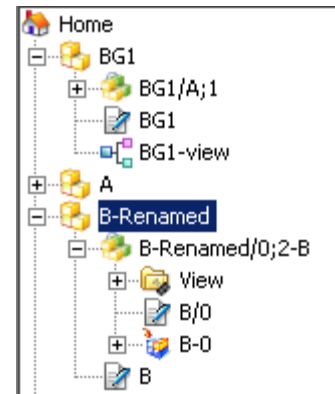 Home
BG1
BG1/A;1
BG1
BG1-view
A
B-Renamed
B-Renamed/0;2-B
View
B/0
B-0
B